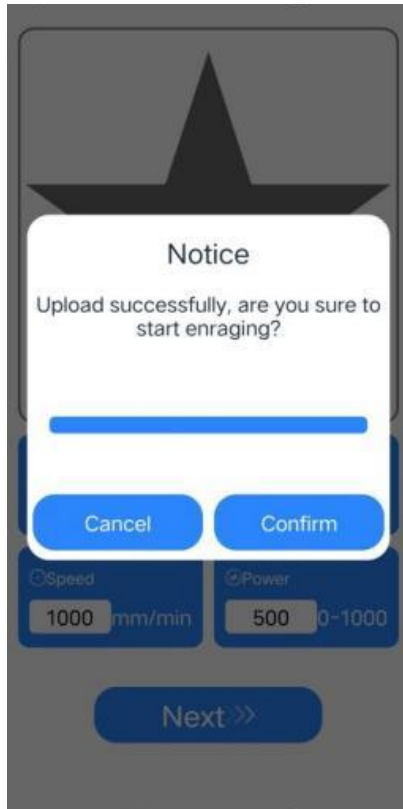 Notice
Upload successfully, are you sure to
start enraging?
Cancel
Confirm
Speed
Power
1000 mm/min
500 0-1000
Next >>>